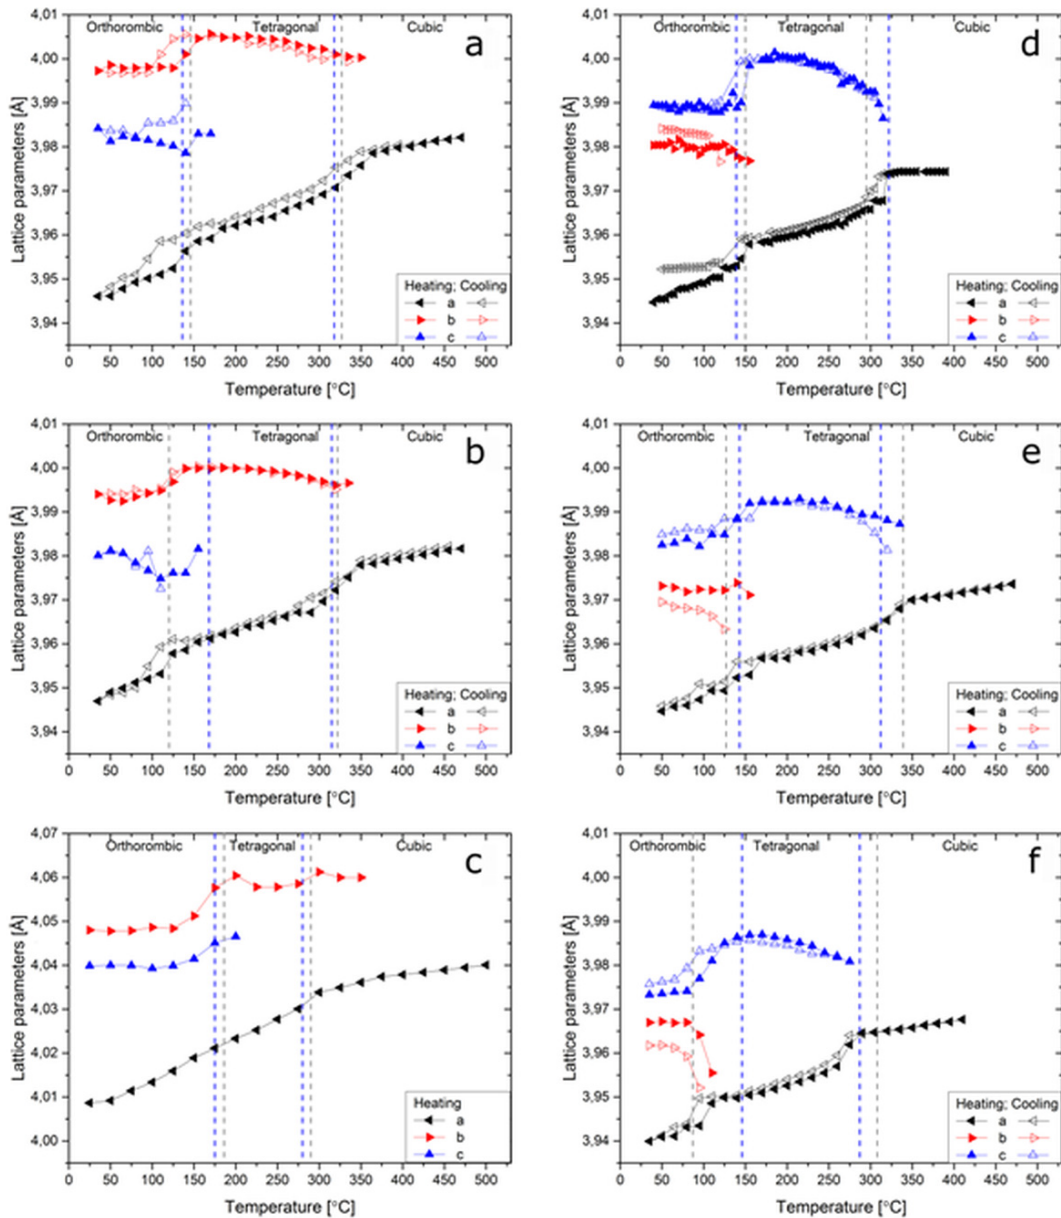 a
Orthorombic Tetragonal Cubic
4,01
4,00
3,99
3,98
3,97
3,96
3,95
3,94
Lattice parameters [Å]
Heating; Cooling
a
b
c
0 50 100 150 200 250 300 350 400 450 500
Temperature [°C]
d
Orthorombic Tetragonal Cubic
4,01
4,00
3,99
3,98
3,97
3,96
3,95
3,94
Lattice parameters [Å]
Heating; Cooling
a
b
c
0 50 100 150 200 250 300 350 400 450 500
Temperature [°C]
b
Orthorombic Tetragonal Cubic
4,01
4,00
3,99
3,98
3,97
3,96
3,95
3,94
Lattice parameters [Å]
Heating; Cooling
a
b
c
0 50 100 150 200 250 300 350 400 450 500
Temperature [°C]
e
Orthorombic Tetragonal Cubic
4,01
4,00
3,99
3,98
3,97
3,96
3,95
3,94
Lattice parameters [Å]
Heating; Cooling
a
b
c
0 50 100 150 200 250 300 350 400 450 500
Temperature [°C]
c
Orthorombic Tetragonal Cubic
4,07
4,06
4,05
4,04
4,03
4,02
4,01
4,00
Lattice parameters [Å]
Heating
a
b
c
0 50 100 150 200 250 300 350 400 450 500
Temperature [°C]
f
Orthorombic Tetragonal Cubic
4,01
4,00
3,99
3,98
3,97
3,96
3,95
3,94
Lattice parameters [Å]
Heating; Cooling
a
b
c
0 50 100 150 200 250 300 350 400 450 500
Temperature [°C]